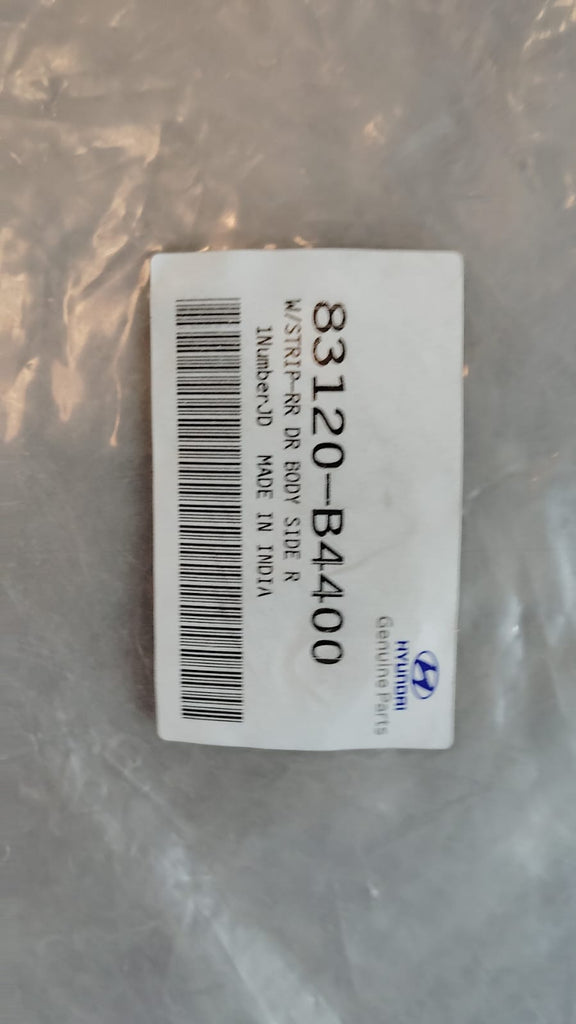 HYUNDAI
Genuine Parts
83120-B4400
W/STRIP-RR DR BODY SIDE R
1NumberJD MADE IN INDIA